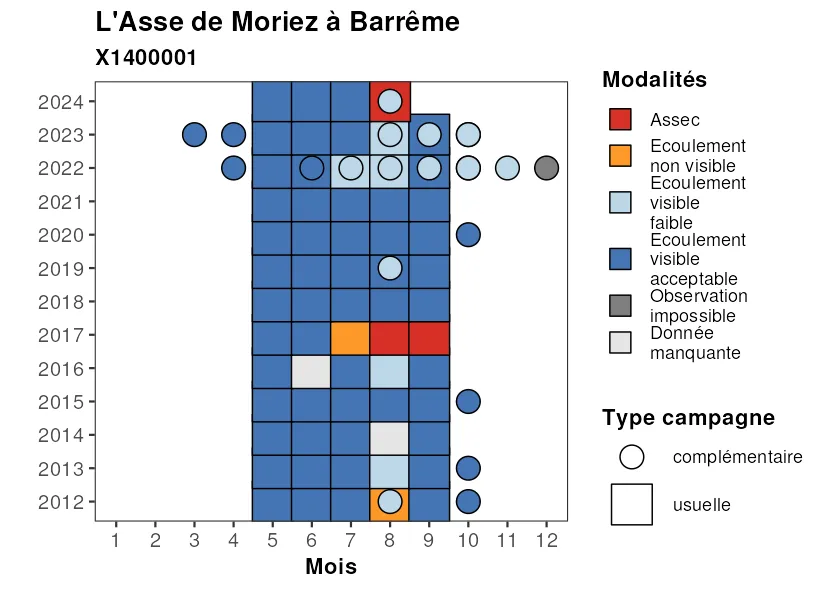 L'Asse de Moriez à Barrême
X1400001
2024
2023
2022
2021
2020
2019
2018
2017
2016
2015
2014
2013
2012
1 2 3 4 5 6 7 8 9 10 11 12
Mois
Modalités
Assec
Ecoulement
non visible
Ecoulement
visible
faible
Ecoulement
visible
acceptable
Observation
impossible
Donnée
manquante
Type campagne
complémentaire
usuelle